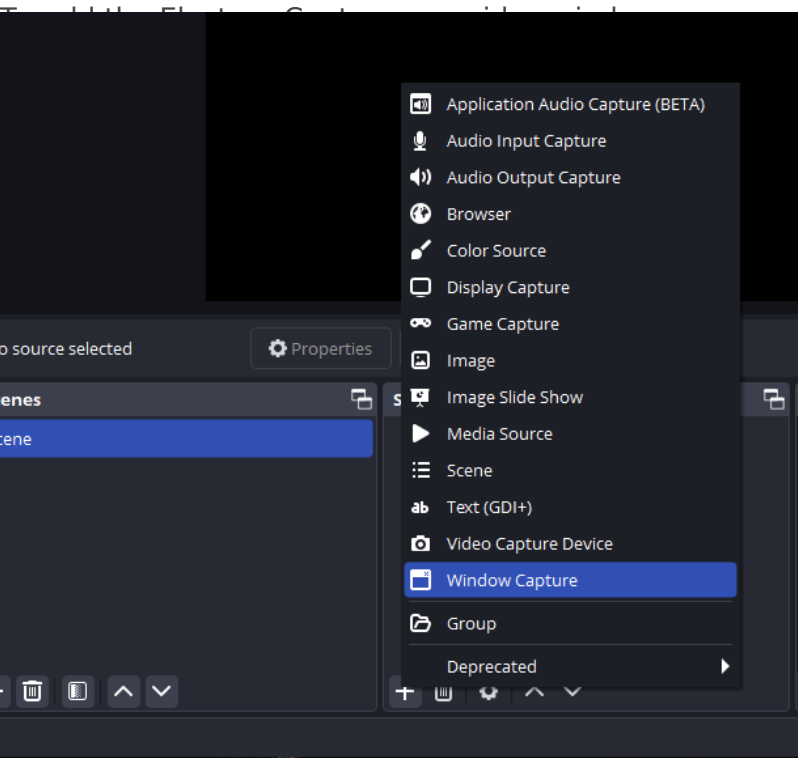 Application Audio Capture (BETA)
Audio Input Capture
Audio Output Capture
Browser
Color Source
Display Capture
Game Capture
Image
Image Slide Show
Media Source
Scene
ab Text (GDI+)
Video Capture Device
Window Capture
Group
Deprecated
o source selected
Properties
enes
S
cene